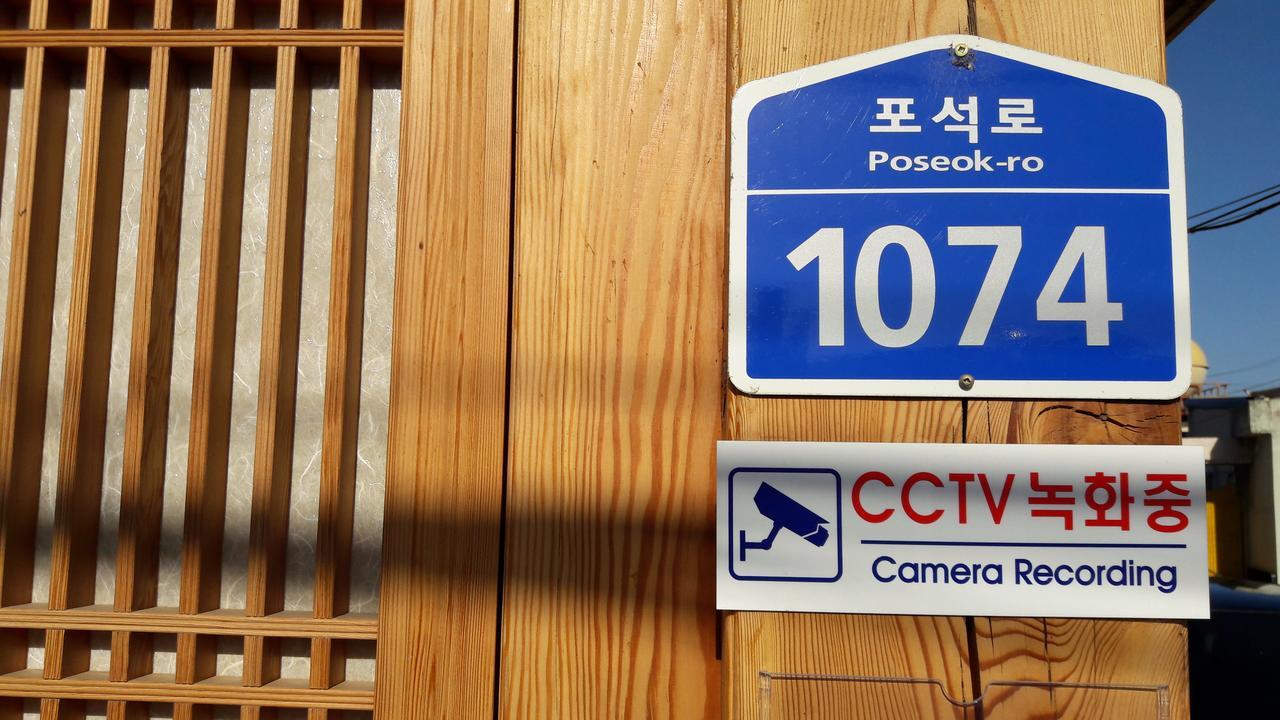 포석로
Poseok-ro
1074
CCTV 녹화중
Camera Recording